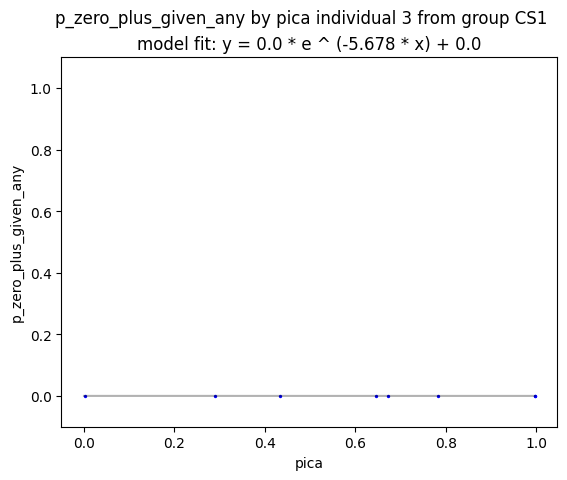 p_zero_plus_given_any by pica individual 3 from group CS1
model fit: y = 0.0 * e ^ (-5.678 * x) + 0.0
1.0
0.8
0.6
0.4
0.2
0.0
p_zero_plus_given_any
0.0 0.2 0.4 0.6 0.8 1.0
pica